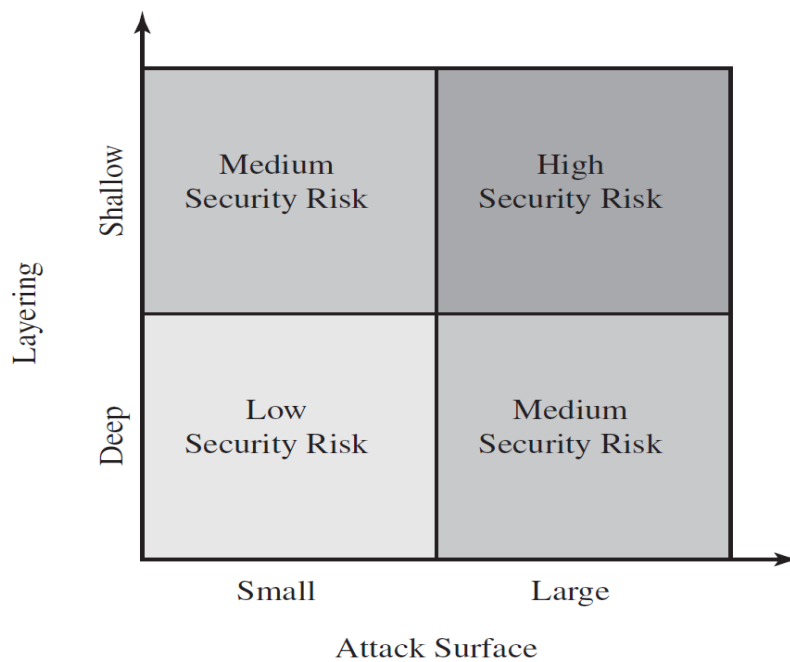 Medium
Security Risk
High
Security Risk
Shallow
Layering
Low
Security Risk
Medium
Security Risk
Deep
Small
Large
Attack Surface